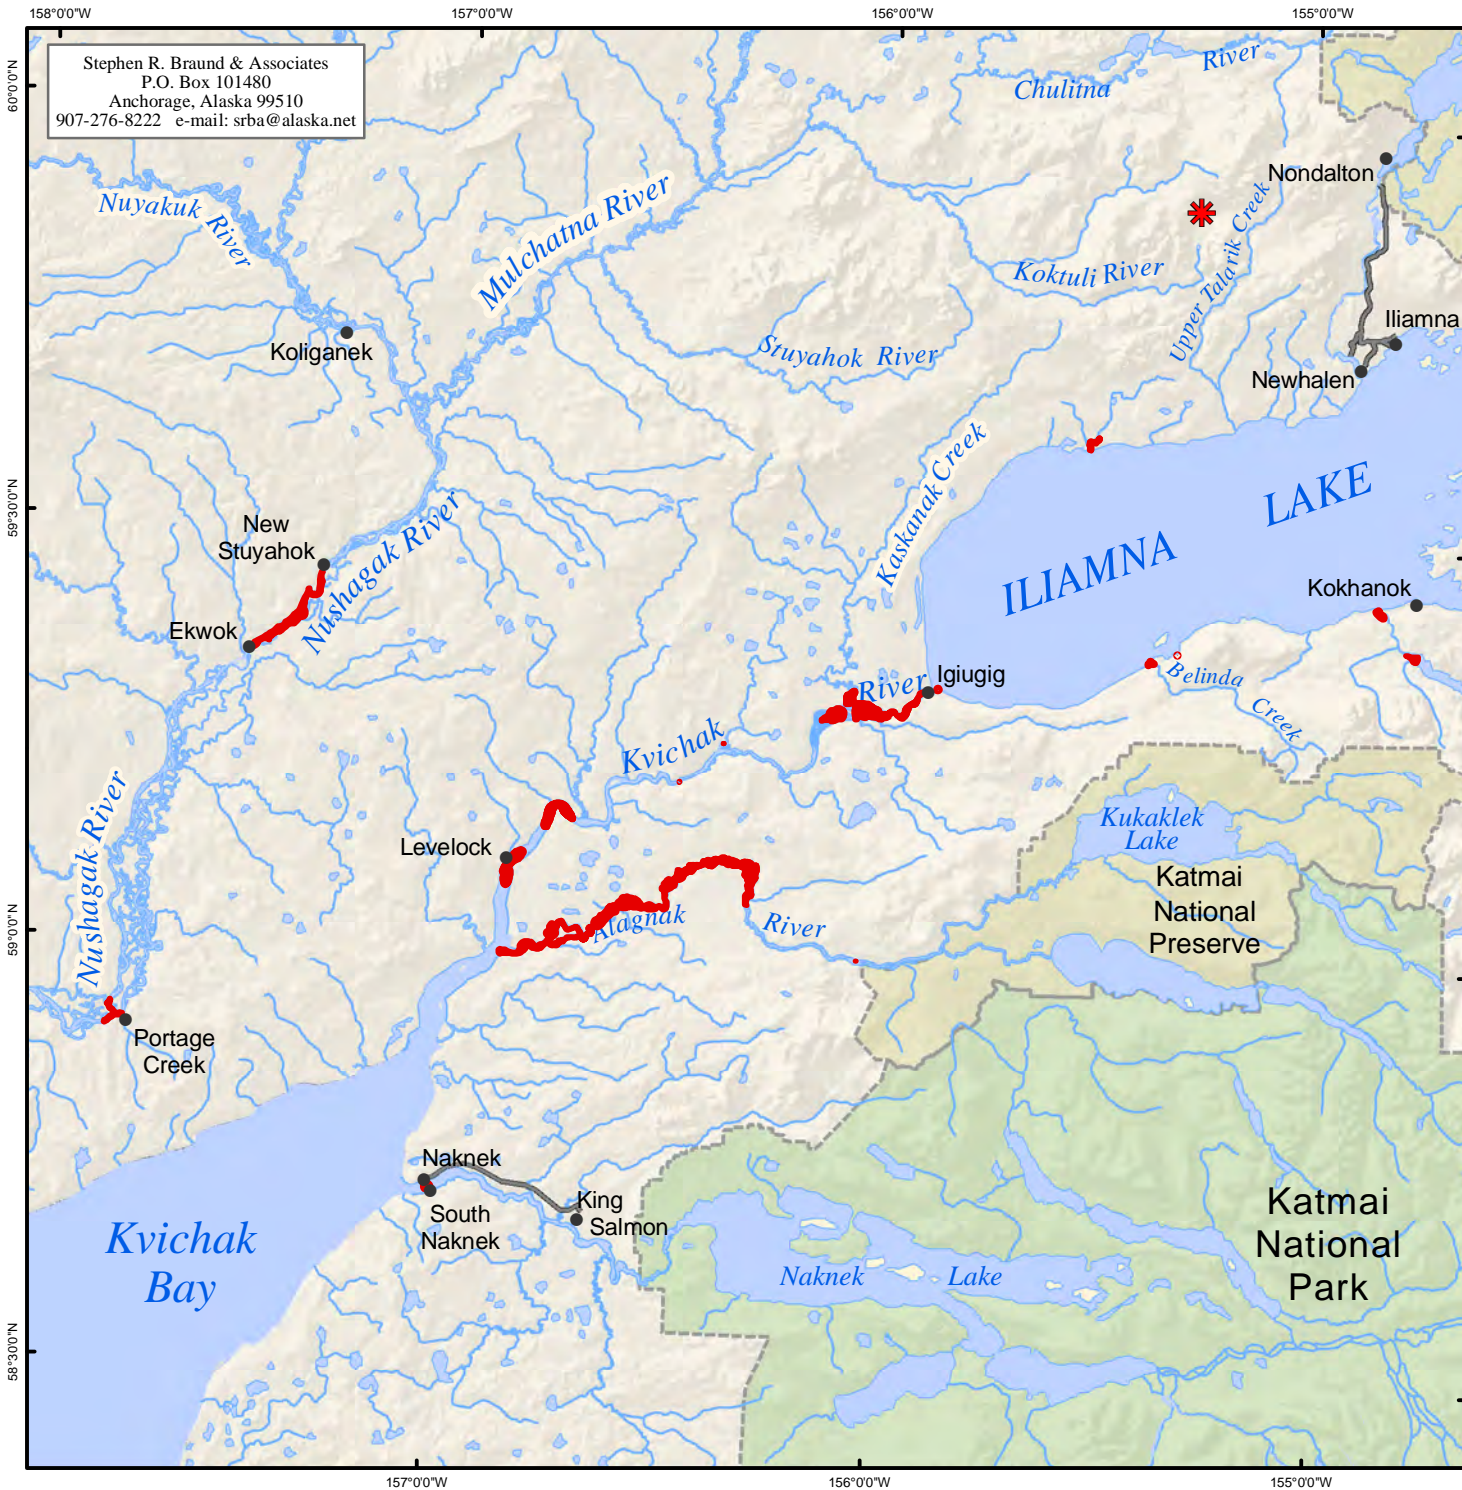 158°0'0"W
157°0'0"W
156°0'0"W
155°0'0"W
60°0'0"N
Stephen R. Braund & Associates
P.O. Box 101480
Anchorage, Alaska 99510
907-276-8222 e-mail: srba@alaska.net
Chulitna River
Nondalton
Nuyakuk River
Mulchatna River
Upper Talarik Creek
Koktuli River
Iliamna
Koliganek
Stuyahok River
Newhalen
59°30'0"N
Kaskanak Creek
ILIAMNA LAKE
New
Stuyahok
Nushagak River
Kokhanok
Ekwok
Igiugig
Kvichak River
Belinda Creek
Nushagak River
Levelock
Kukaklek
Lake
Katmai
National
Preserve
Alagnak River
59°0'0"N
Portage
Creek
Naknek
King
Salmon
South
Naknek
Kvichak
Bay
Naknek Lake
Katmai
National
Park
58°30'0"N
157°0'0"W
156°0'0"W
155°0'0"W